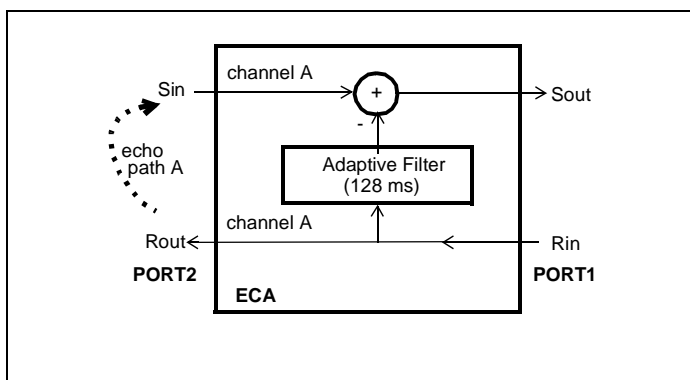 channel A
Sin
+
Sout
-
echo
path A
Adaptive Filter
(128 ms)
channel A
Rout
Rin
PORT2
PORT1
ECA